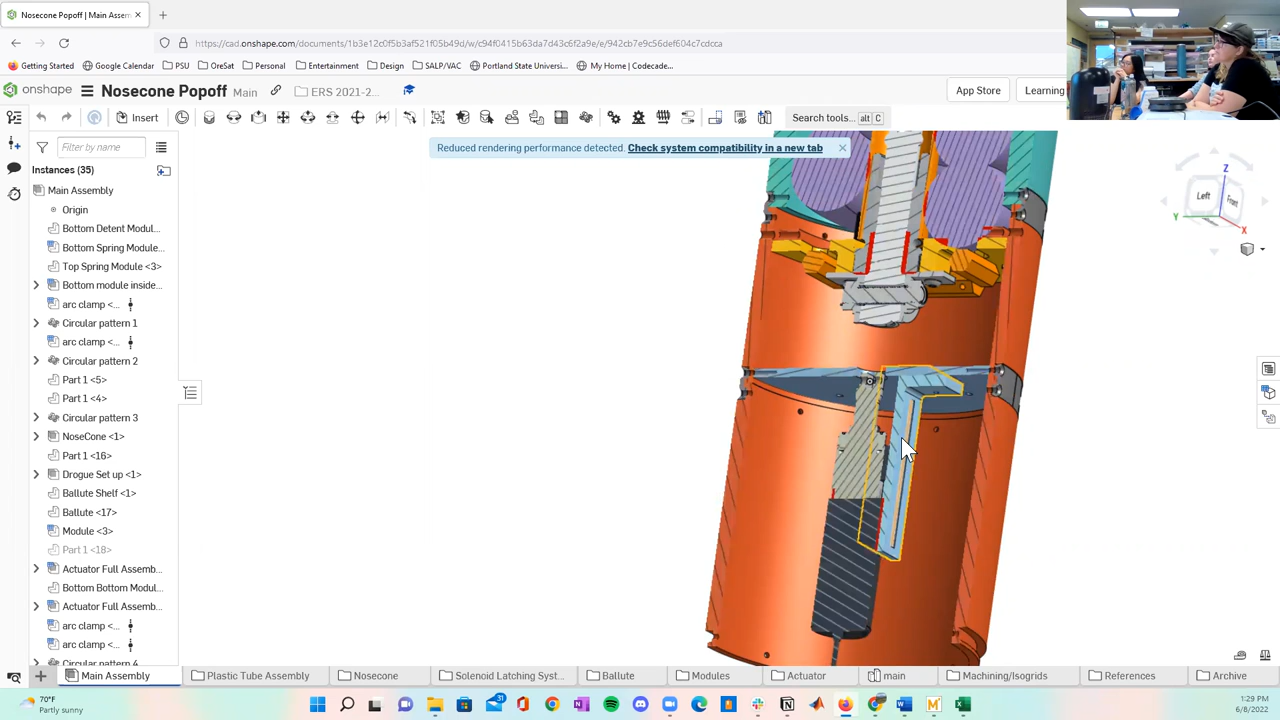 Nosecone Popoff | Main Assem
https://cad.onshape.com/documents/
Getting Started Google Calendar PSU OreSat Personal Entertainment Design SALP/VAC Portland State Univers... My Home | Codecade...
onshape Nosecone Popoff Main ERS 2021-2... App Store Learning
Insert Search tools... alt C
Filter by name
Reduced rendering performance detected. Check system compatibility in a new tab
Instances (35)
Main Assembly
Origin
Bottom Detent Modul...
Bottom Spring Module...
Top Spring Module <3>
Bottom module inside...
arc clamp <...
Circular pattern 1
arc clamp <...
Circular pattern 2
Part 1 <5>
Part 1 <4>
Circular pattern 3
NoseCone <1>
Part 1 <16>
Drogue Set up <1>
Ballute Shelf <1>
Ballute <17>
Module <3>
Part 1 <18>
Actuator Full Assemb...
Bottom Bottom Modul...
Actuator Full Assemb...
arc clamp <...
arc clamp <...
Circular pattern 4
Z
Left Front
Y
X
Main Assembly Plastic Tube Assembly Nosecone Solenoid Latching Syst... Ballute Modules Actuator main Machining/Isogrids References Archive
70°F
Partly sunny
31
1:29 PM
6/8/2022